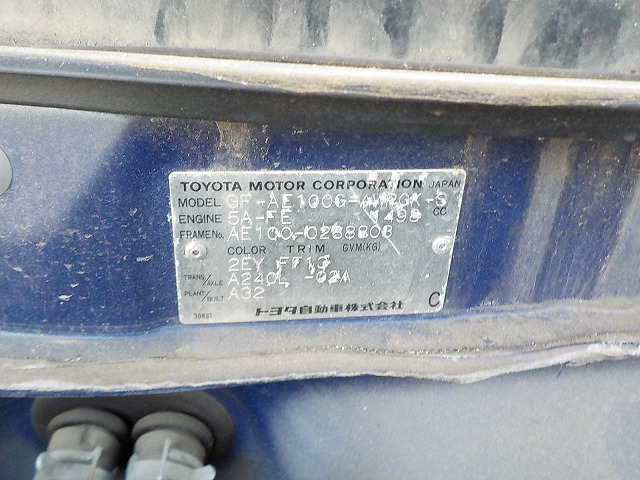 TOYOTA MOTOR CORPORATION JAPAN
MODEL GF-AE100G-AWPGK-S
ENGINE 5A-FE 1498 CC
FRAME No. AE100-0288806
COLOR TRIM GVM(KG)
2EY FF13
TRANS./AXLE A240L -02A
PLANT/BUILT A32
C
トヨタ自動車株式会社